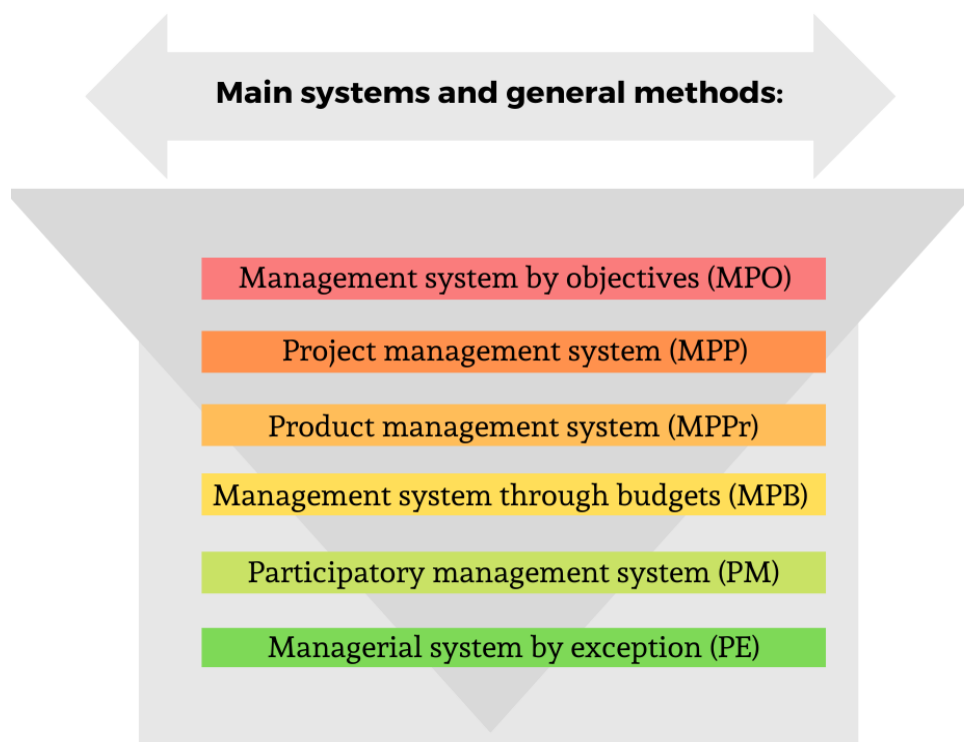 Main systems and general methods:
Management system by objectives (MPO)
Project management system (MPP)
Product management system (MPPr)
Management system through budgets (MPB)
Participatory management system (PM)
Managerial system by exception (PE)